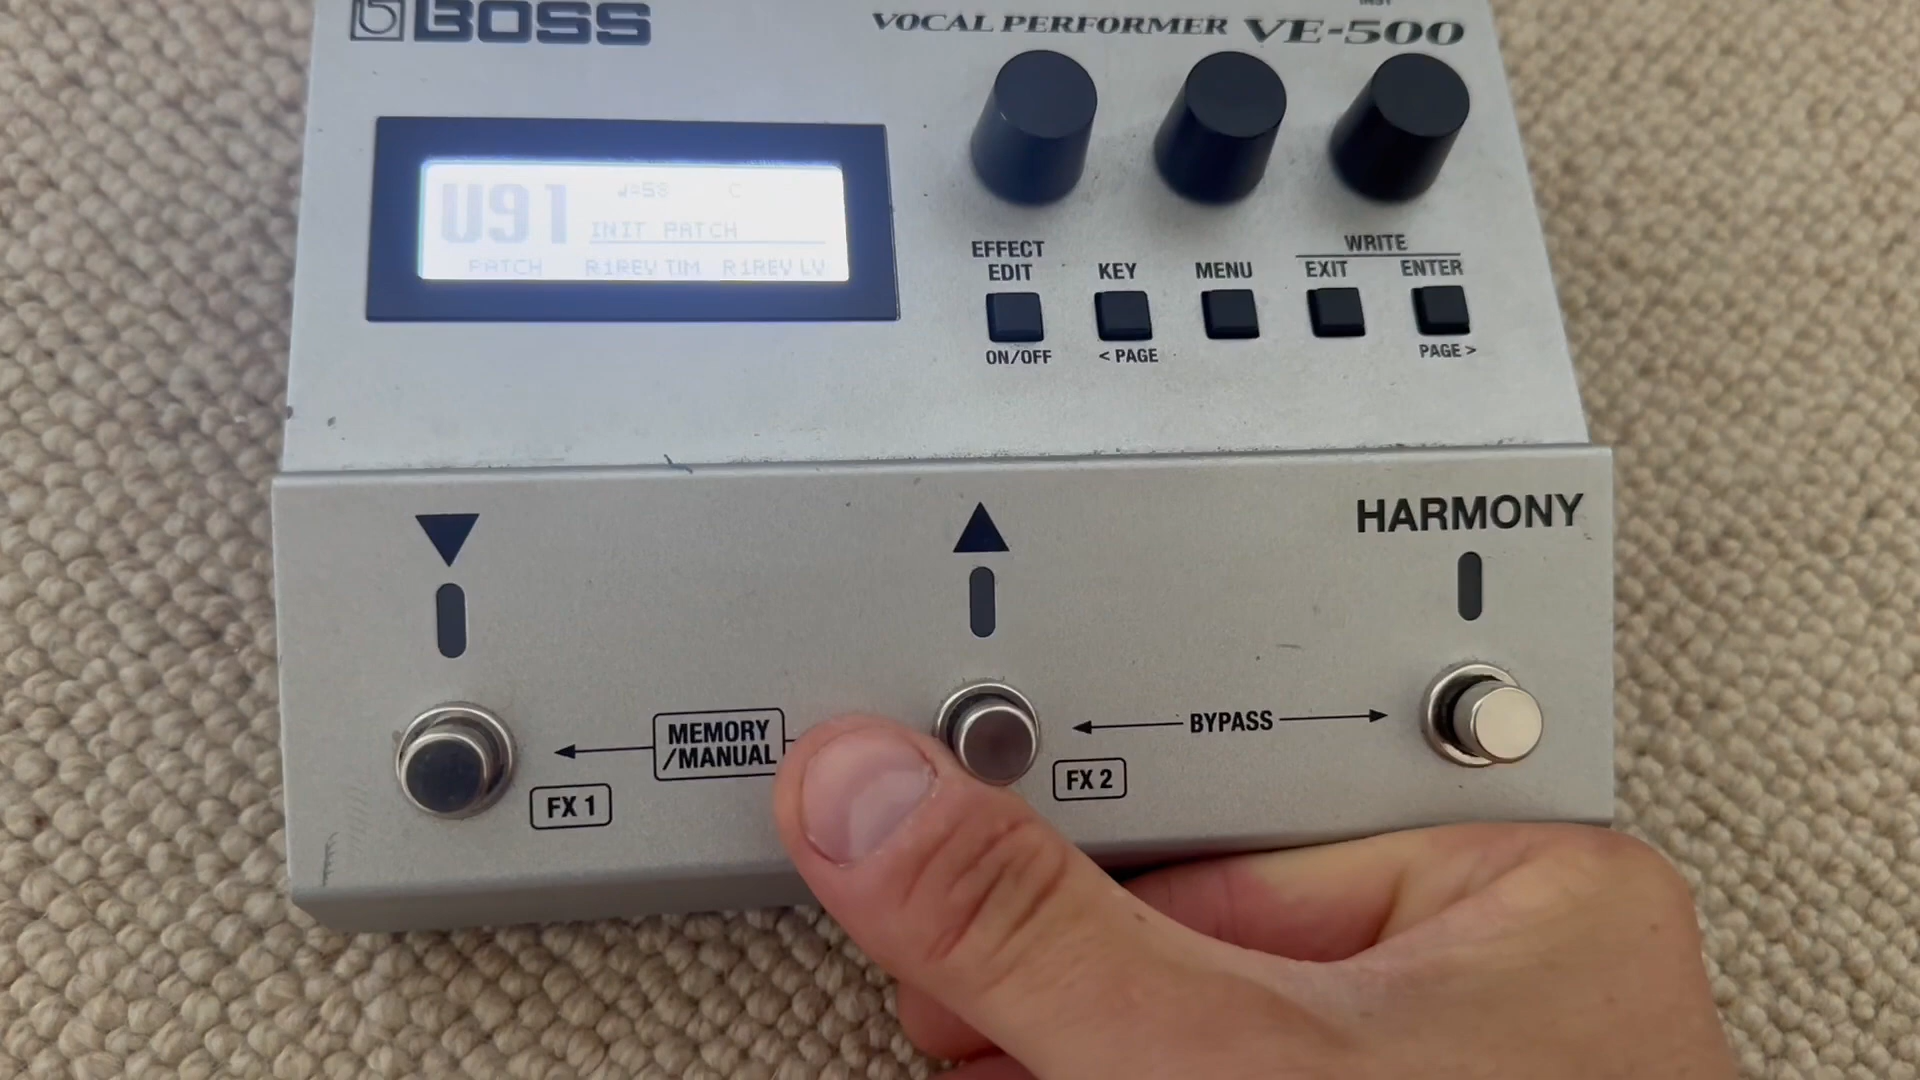 BOSS
VOCAL PERFORMER VE-500
U91 ♩=58 C
INIT PATCH
PATCH R1REV TIM R1REV LV
EFFECT
EDIT
KEY
MENU
WRITE
EXIT ENTER
ON/OFF
< PAGE
PAGE >
▼
▲
HARMONY
MEMORY
/MANUAL
BYPASS
FX 1
FX 2